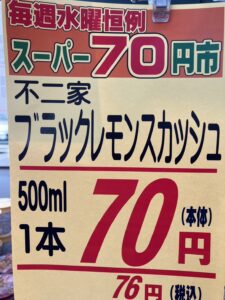 毎週水曜恒例
スーパー70円市
不二家
ブラックレモンスカッシュ
500ml
1本
70円
(本体)
76円(税込)